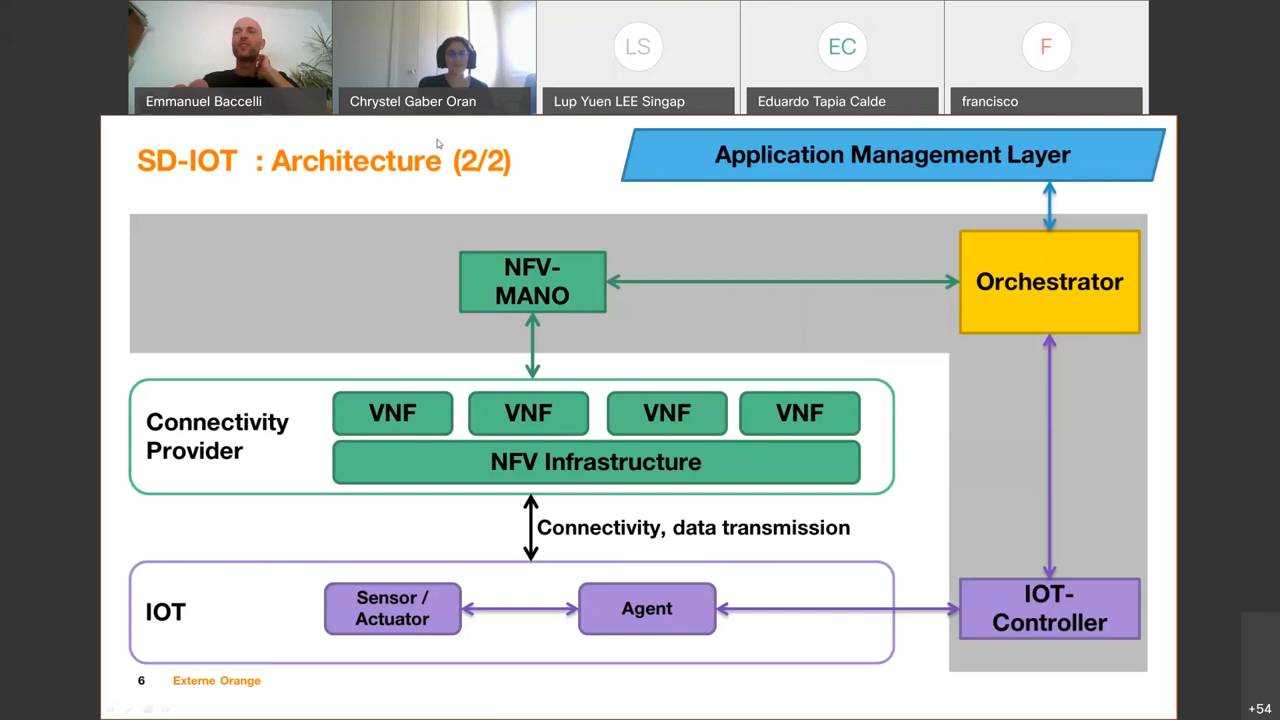 LS
EC
F
Emmanuel Baccelli
Chrystel Gaber Oran
Lup Yuen LEE Singap
Eduardo Tapia Calde
francisco
SD-IOT : Architecture (2/2)
Application Management Layer
NFV-
MANO
Orchestrator
Connectivity
Provider
VNF
VNF
VNF
VNF
NFV Infrastructure
Connectivity, data transmission
IOT
Sensor /
Actuator
Agent
IOT-
Controller
6
Externe Orange
+54